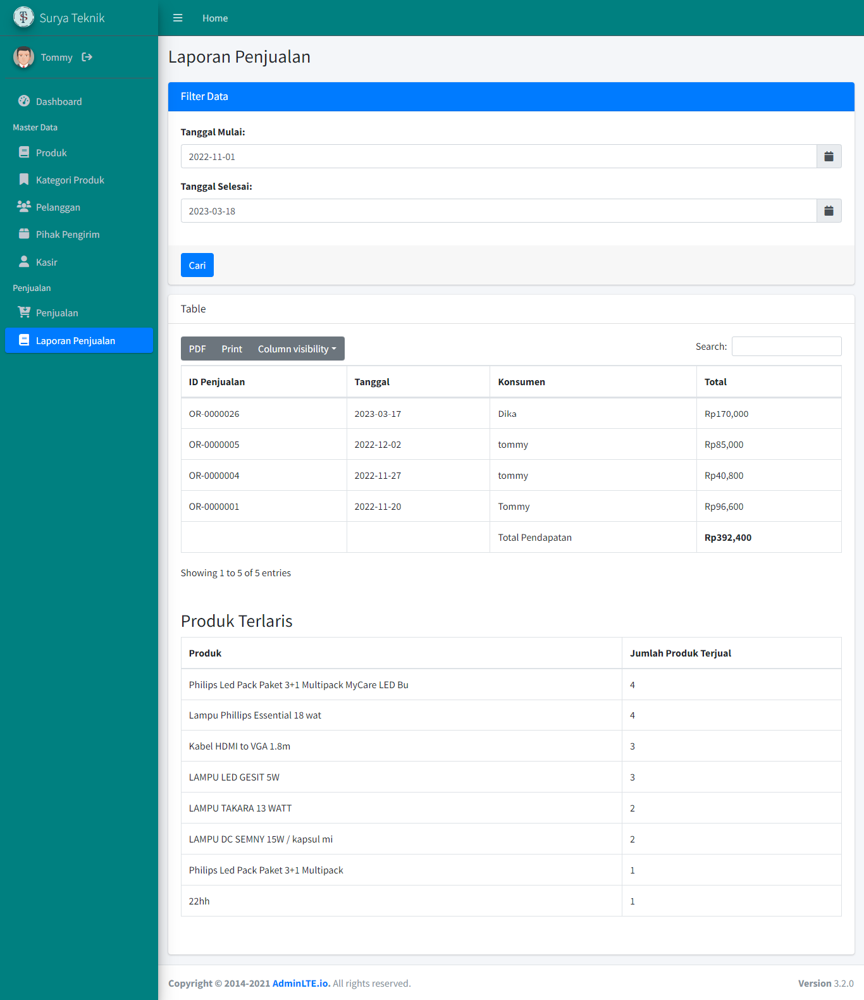 Surya Teknik
Home
Tommy
Dashboard
Master Data
Produk
Kategori Produk
Pelanggan
Pihak Pengirim
Kasir
Penjualan
Penjualan
Laporan Penjualan
Laporan Penjualan
Filter Data
Tanggal Mulai:
2022-11-01
Tanggal Selesai:
2023-03-18
Cari
Table
PDF Print Column visibility
Search:
ID Penjualan Tanggal Konsumen Total
OR-0000026 2023-03-17 Dika Rp170,000
OR-0000005 2022-12-02 tommy Rp85,000
OR-0000004 2022-11-27 tommy Rp40,800
OR-0000001 2022-11-20 Tommy Rp96,600
Total Pendapatan Rp392,400
Showing 1 to 5 of 5 entries
Produk Terlaris
Produk Jumlah Produk Terjual
Philips Led Pack Paket 3+1 Multipack MyCare LED Bu 4
Lampu Phillips Essential 18 wat 4
Kabel HDMI to VGA 1.8m 3
LAMPU LED GESIT 5W 3
LAMPU TAKARA 13 WATT 2
LAMPU DC SEMNY 15W / kapsul mi 2
Philips Led Pack Paket 3+1 Multipack 1
22hh 1
Copyright © 2014-2021 AdminLTE.io. All rights reserved.
Version 3.2.0